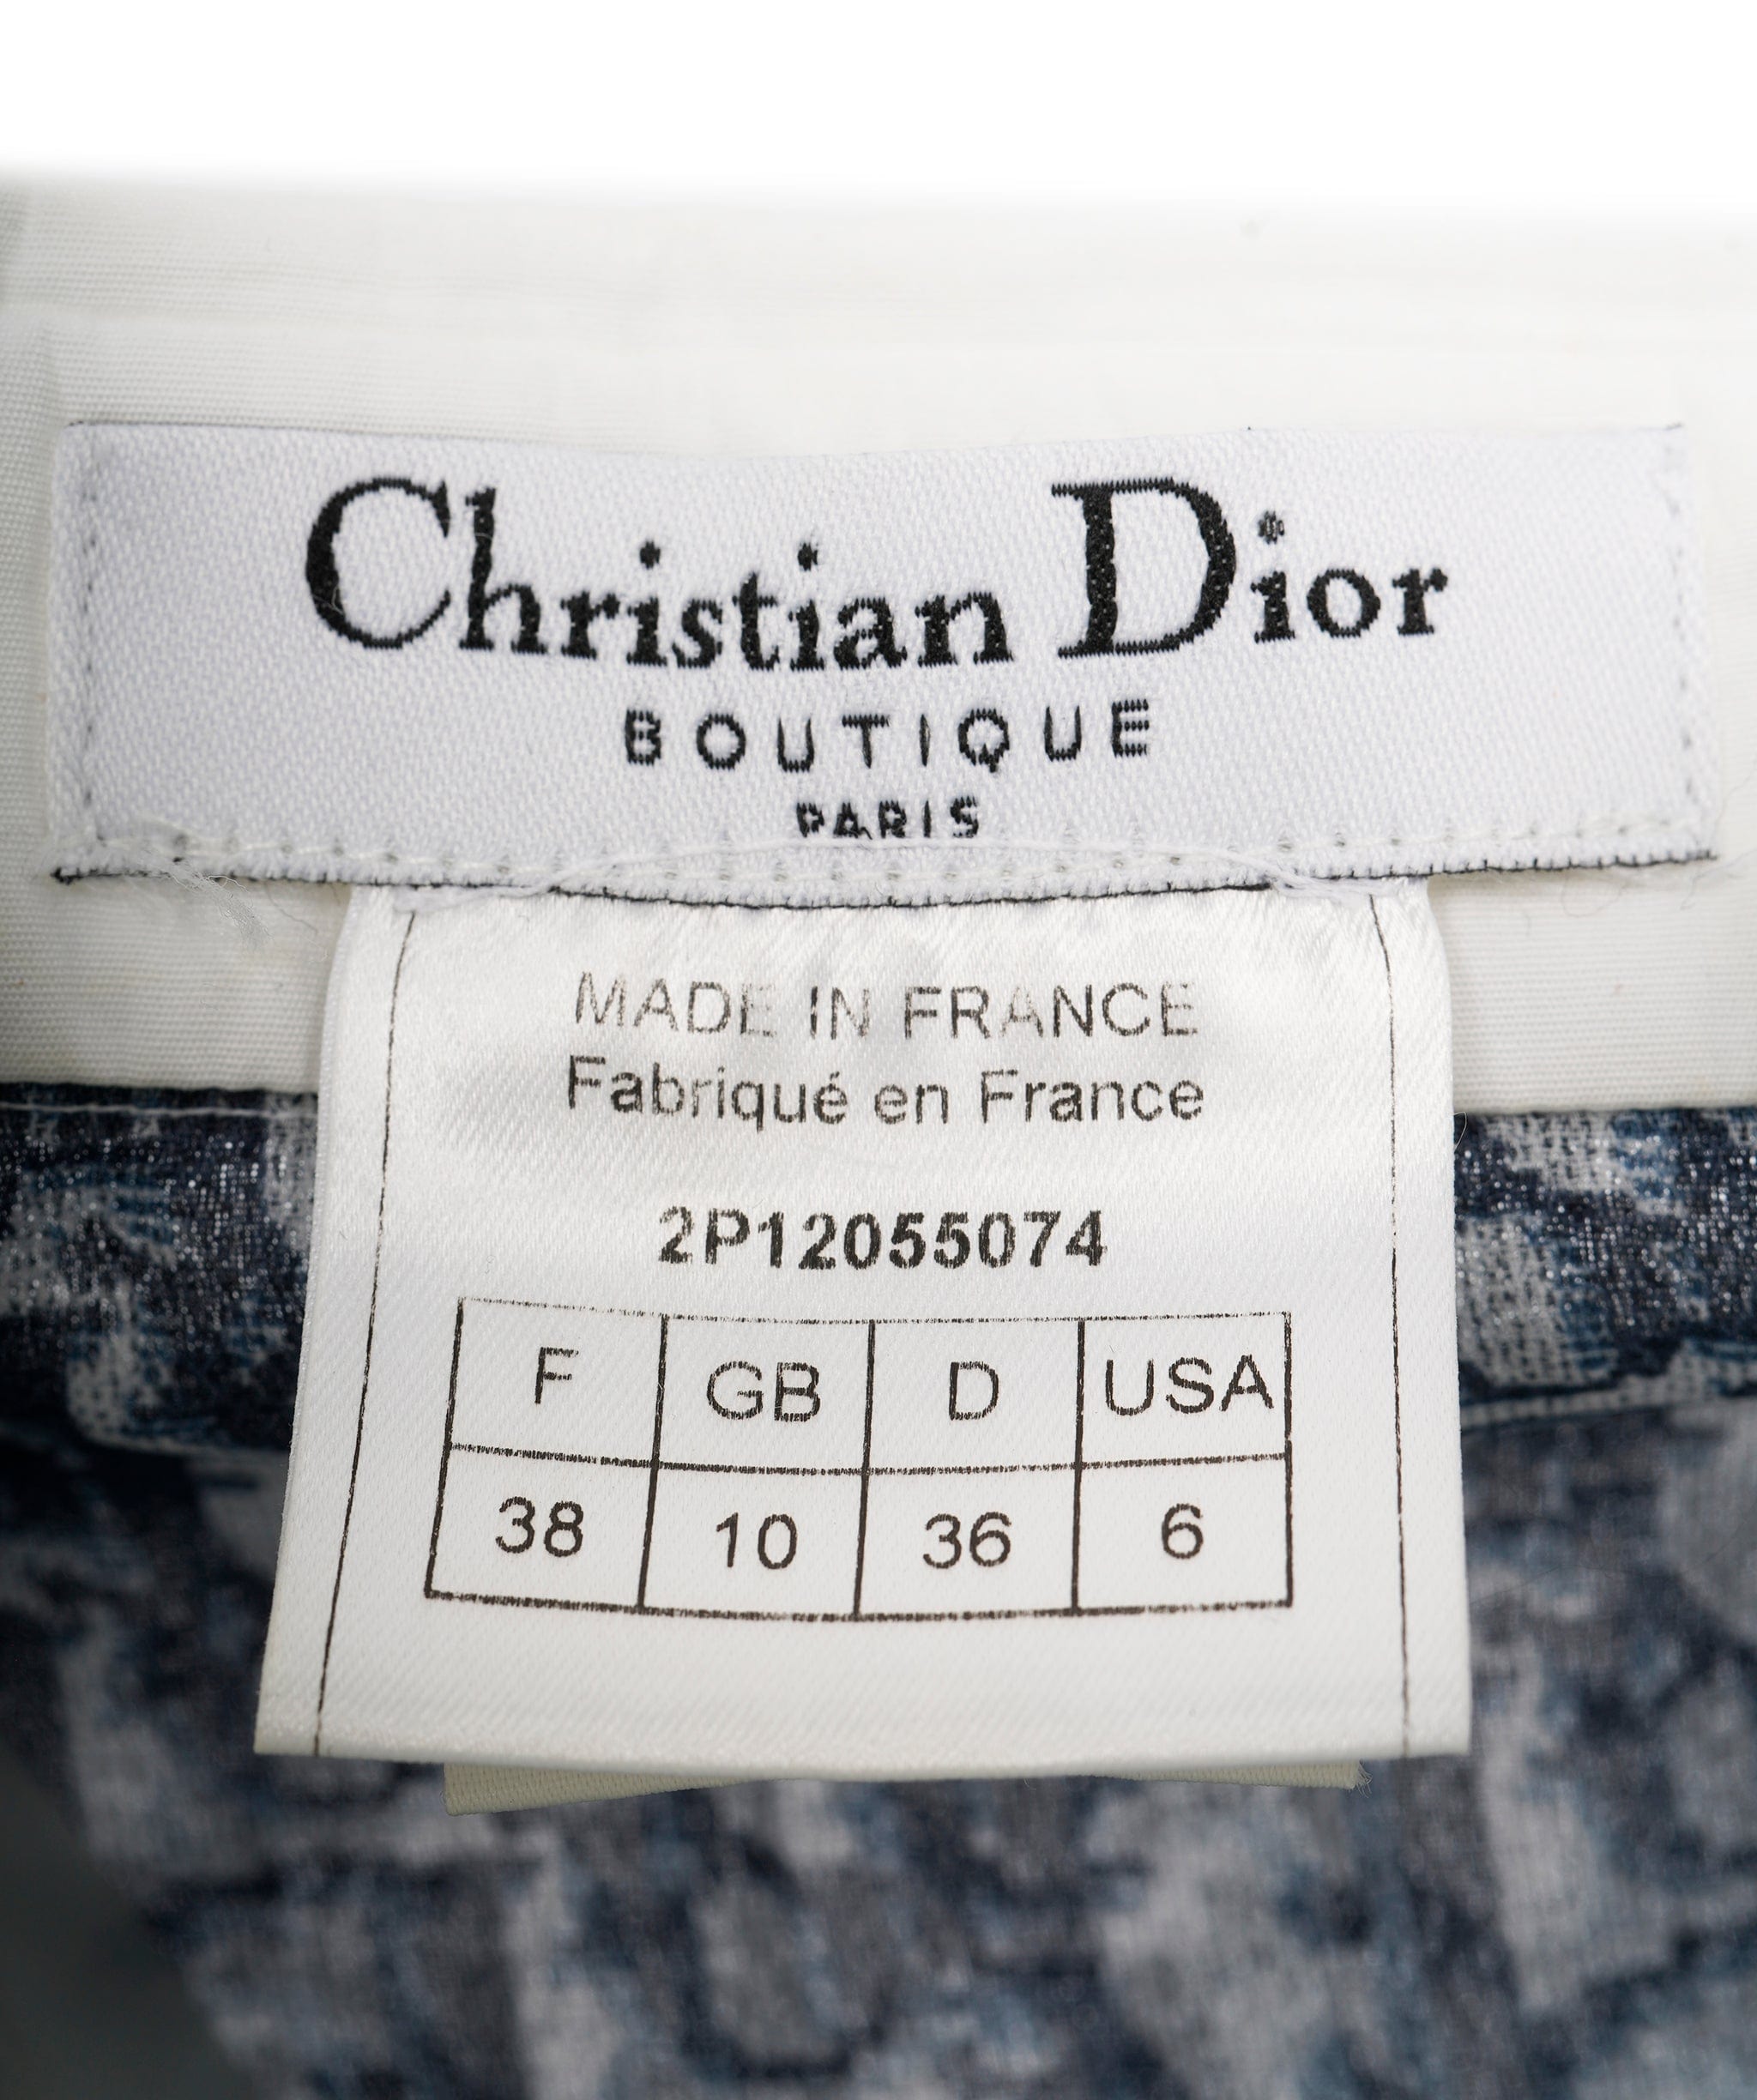 Christian Dior
BOUTIQUE
PARIS
MADE IN FRANCE
Fabriqué en France
2P12055074
F GB D USA
38 10 36 6